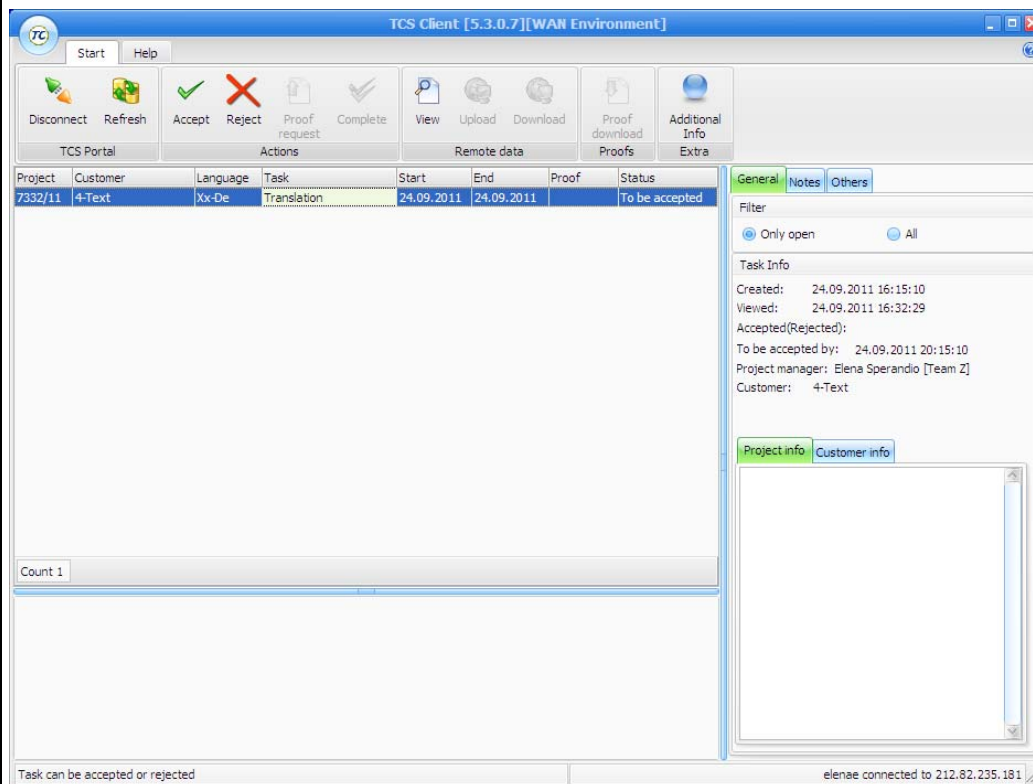 TCS Client [5.3.0.7][WAN Environment]
TC
Start Help
Disconnect Refresh Accept Reject Proof request Complete View Upload Download Proof download Additional Info
TCS Portal Actions Remote data Proofs Extra
Project Customer Language Task Start End Proof Status
7332/11 4-Text Xx-De Translation 24.09.2011 24.09.2011 To be accepted
Count 1
General Notes Others
Filter
Only open All
Task Info
Created: 24.09.2011 16:15:10
Viewed: 24.09.2011 16:32:29
Accepted(Rejected):
To be accepted by: 24.09.2011 20:15:10
Project manager: Elena Sperandio [Team Z]
Customer: 4-Text
Project info Customer info
Task can be accepted or rejected
elenae connected to 212.82.235.181